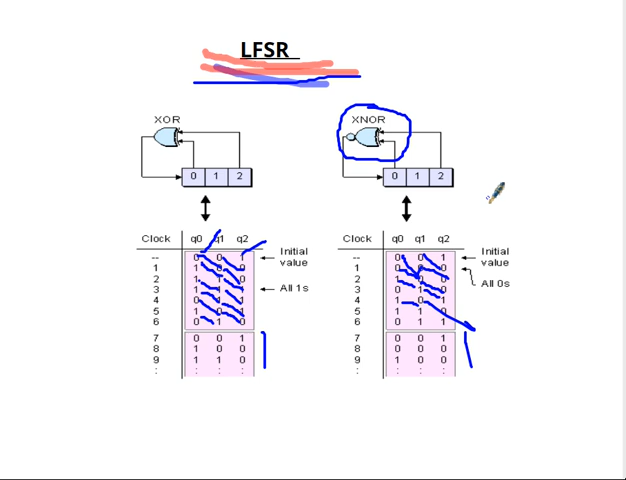 LFSR
XOR
0 1 2
Clock q0 q1 q2
-- 0 0 1
1 1 0 0
2 1 1 0
3 1 1 1
4 0 1 1
5 1 0 1
6 0 1 0
7 0 0 1
8 1 0 0
9 1 1 0
: : : :
Initial
value
All 1s
XNOR
0 1 2
Clock q0 q1 q2
-- 0 0 1
1 0 0 0
2 1 0 0
3 0 1 0
4 1 0 1
5 1 1 0
6 0 1 1
7 0 0 1
8 0 0 0
9 1 0 0
: : : :
Initial
value
All 0s